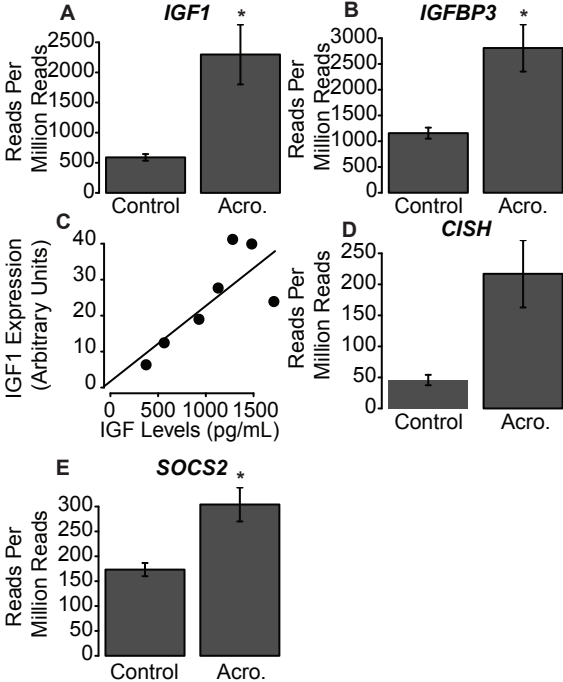 A
IGF1
*
Reads Per
Million Reads
2500
2000
1500
1000
500
0
Control
Acro.
B
IGFBP3
*
Reads Per
Million Reads
3000
2500
2000
1500
1000
500
0
Control
Acro.
C
IGF1 Expression
(Arbitrary Units)
40
30
20
10
0
0
500
1000
1500
IGF Levels (pg/mL)
D
CISH
Reads Per
Million Reads
250
200
150
100
50
0
Control
Acro.
E
SOCS2
*
Reads Per
Million Reads
300
250
200
150
100
50
0
Control
Acro.